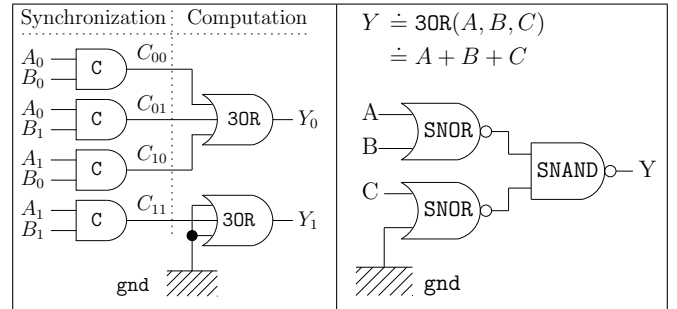 Synchronization Computation
A₀
B₀
C
C₀₀
A₀
B₁
C
C₀₁
3OR
Y₀
A₁
B₀
C
C₁₀
A₁
B₁
C
C₁₁
3OR
Y₁
gnd
Y ≐ 3OR(A, B, C)
≐ A + B + C
A
B
SNOR
SNAND
Y
C
SNOR
gnd